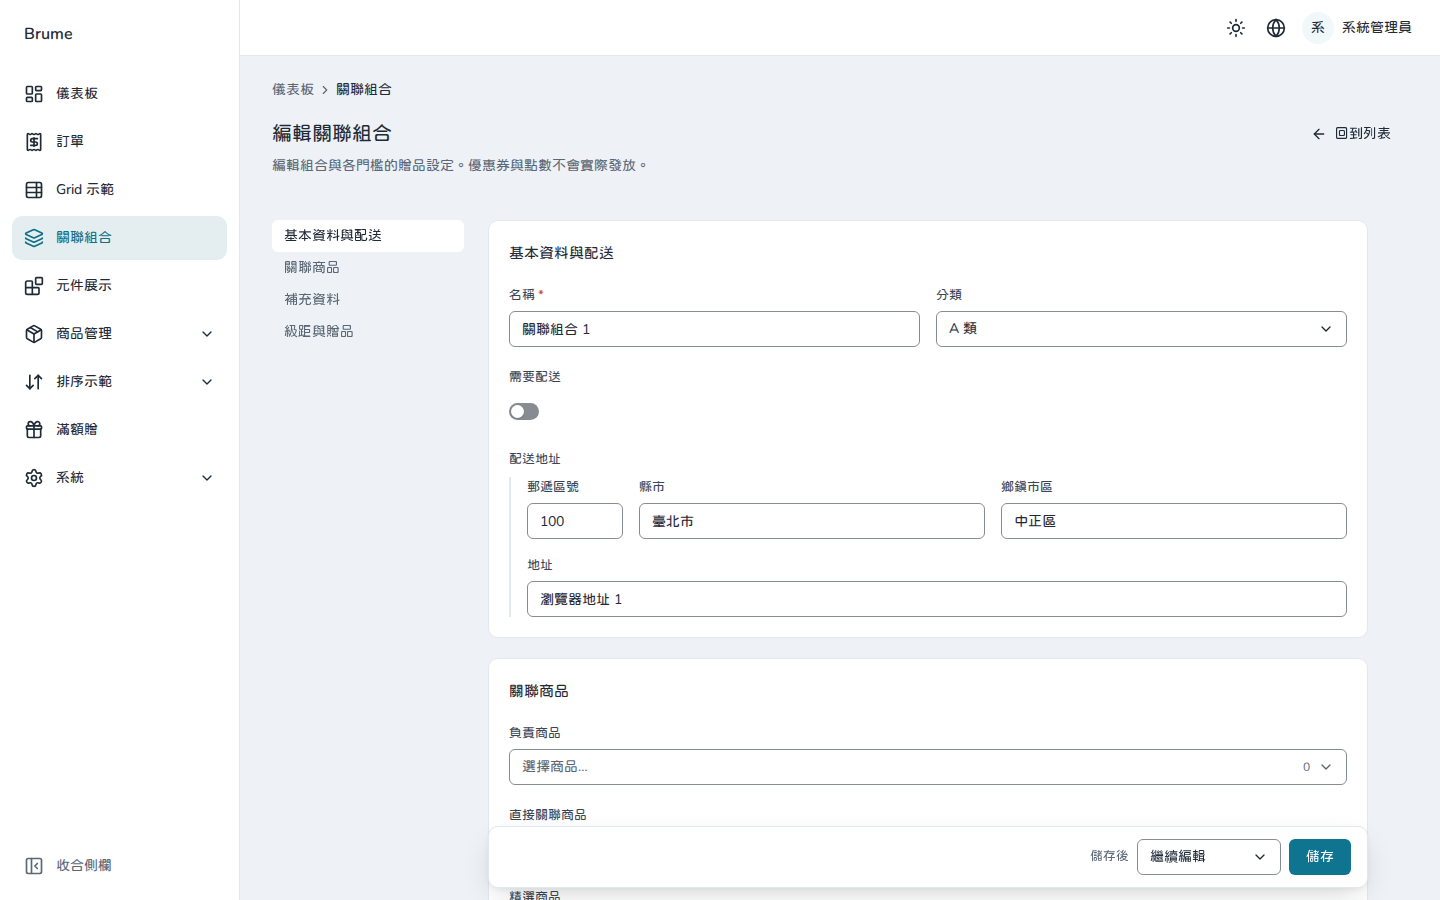 Brume
系 系統管理員
儀表板
訂單
Grid 示範
關聯組合
元件展示
商品管理
排序示範
滿額贈
系統
收合側欄
儀表板 關聯組合
編輯關聯組合
回到列表
編輯組合與各門檻的贈品設定。優惠券與點數不會實際發放。
基本資料與配送
關聯商品
補充資料
級距與贈品
基本資料與配送
名稱 * 分類
關聯組合 1 A 類
需要配送
配送地址
郵遞區號 縣市 鄉鎮市區
100 臺北市 中正區
地址
瀏覽器地址 1
關聯商品
負責商品
選擇商品... 0
直接關聯商品
儲存後 繼續編輯 儲存
精選商品